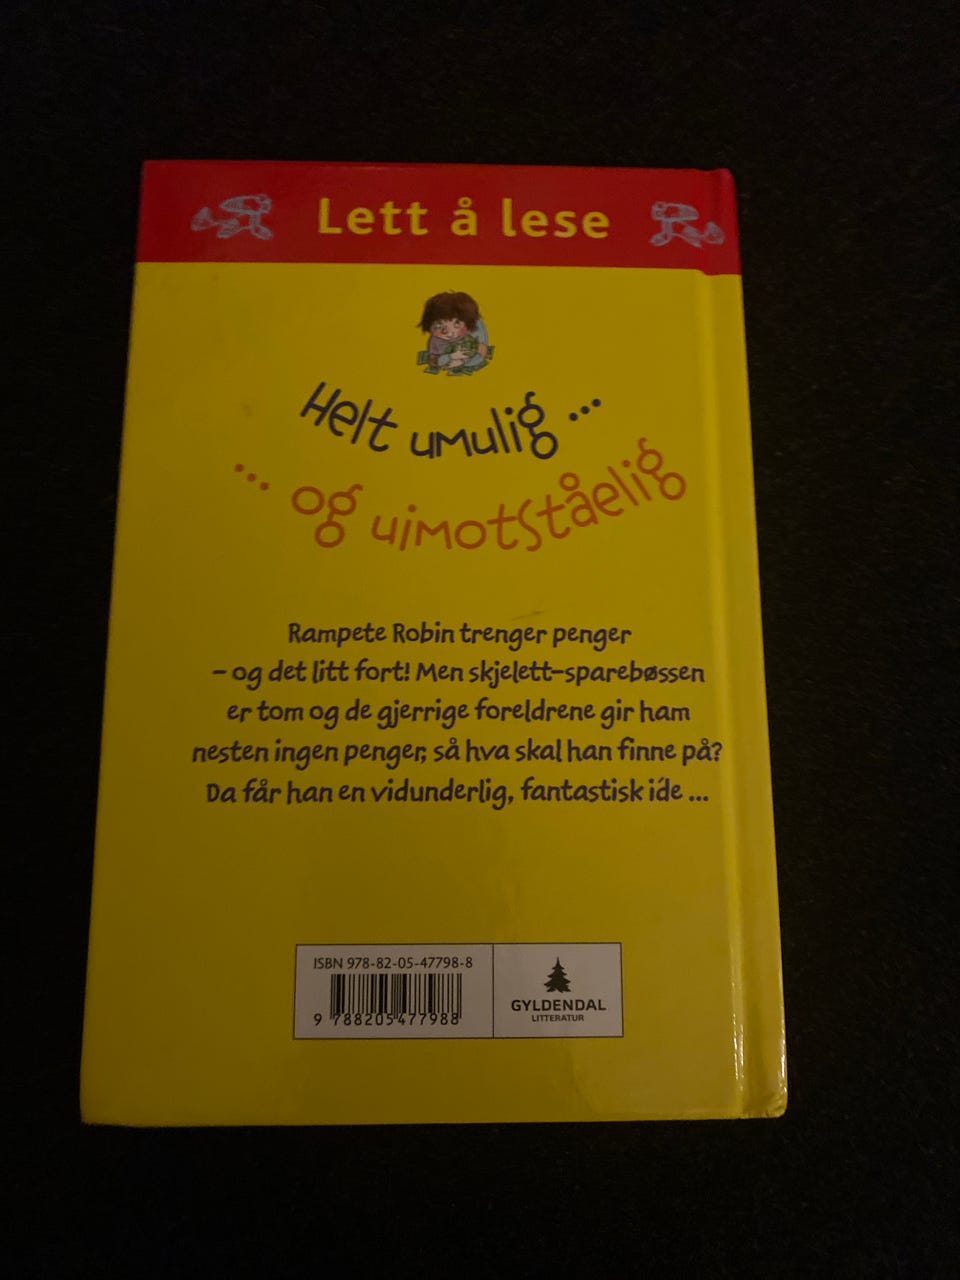 Lett å lese
Helt umulig ...
... og uimotståelig
Rampete Robin trenger penger
– og det litt fort! Men skjelett-sparebøssen
er tom og de gjerrige foreldrene gir ham
nesten ingen penger, så hva skal han finne på?
Da får han en vidunderlig, fantastisk idé ...
ISBN 978-82-05-47798-8
9 788205 477988
GYLDENDAL
LITTERATUR